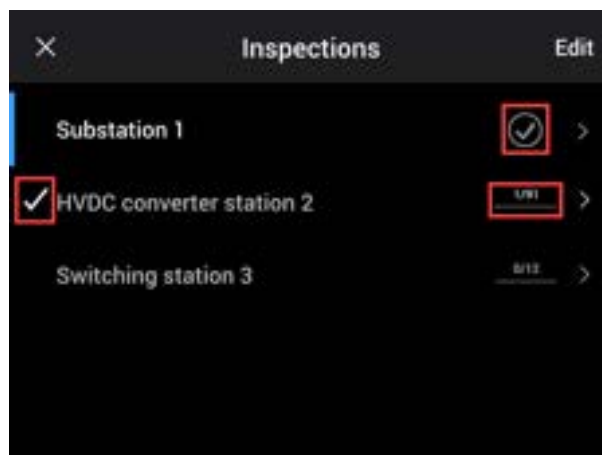 Inspections Edit
Substation 1
HVDC converter station 2
Switching station 3